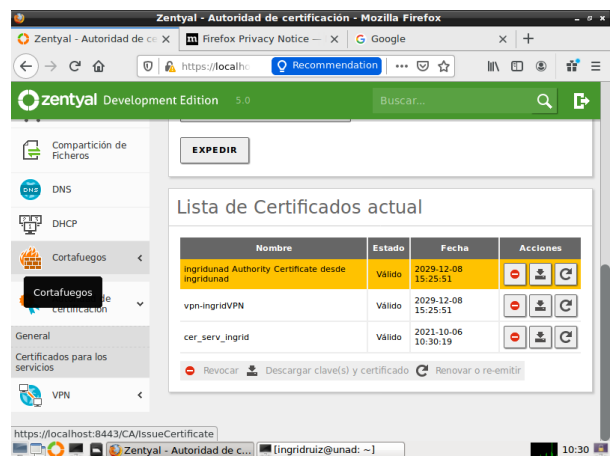 Zentyal - Autoridad de certificación - Mozilla Firefox
Zentyal - Autoridad de ce
Firefox Privacy Notice —
Google
https://localho
Recommendation
zentyal Development Edition 5.0
Buscar...
Compartición de
Ficheros
DNS
DHCP
Cortafuegos
Cortafuegos
de
certificación
General
Certificados para los
servicios
VPN
EXPEDIR
Lista de Certificados actual
Nombre Estado Fecha Acciones
ingridunad Authority Certificate desde
ingridunad
Válido
2029-12-08
15:25:51
vpn-ingridVPN Válido
2029-12-08
15:25:51
cer_serv_ingrid Válido
2021-10-06
10:30:19
Revocar Descargar clave(s) y certificado Renovar o re-emitir
https://localhost:8443/CA/IssueCertificate
Zentyal - Autoridad de c...
[ingridruiz@unad: ~]
10:30